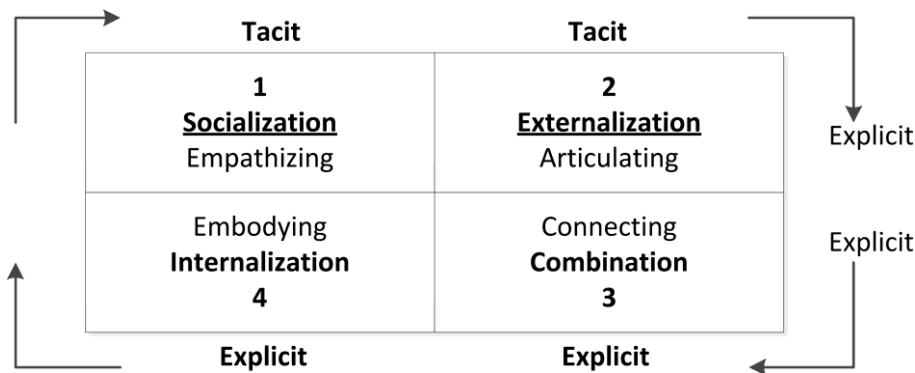 Tacit Tacit
1 2
Socialization Externalization
Empathizing Articulating
Explicit
Embodying Connecting
Explicit
Internalization Combination
4 3
Explicit Explicit